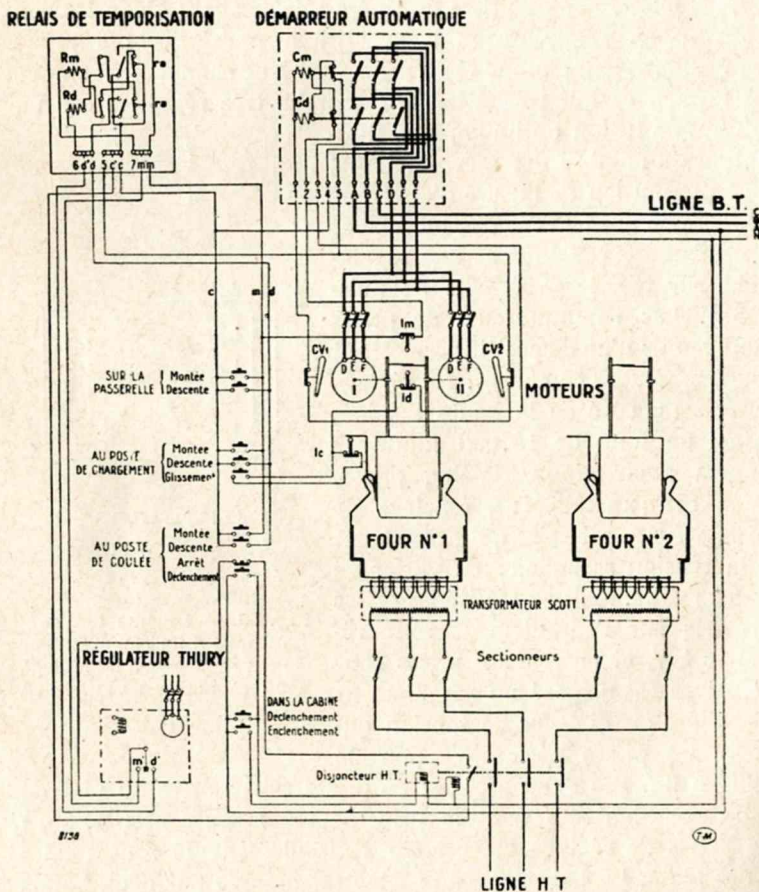 RELAIS DE TEMPORISATION
DÉMARREUR AUTOMATIQUE
Rm
Rd
ra
ra
6 d' d 5 c' c 7 m m
Cm
Cd
1 2 3 4 5 A B C D E F
LIGNE B.T.
c m d
Im
CV1
CV2
D E F
D E F
I
II
Id
MOTEURS
SUR LA PASSERELLE
Montée
Descente
AU POSTE DE CHARGEMENT
Montée
Descente
Glissement
Ic
AU POSTE DE COULÉE
Montée
Descente
Arrêt
Declenchement
FOUR N°1
FOUR N°2
TRANSFORMATEUR SCOTT
Sectionneurs
RÉGULATEUR THURY
m' d'
DANS LA CABINE
Declenchement
Enclenchement
Disjoncteur H.T.
8138
T-M
LIGNE H T